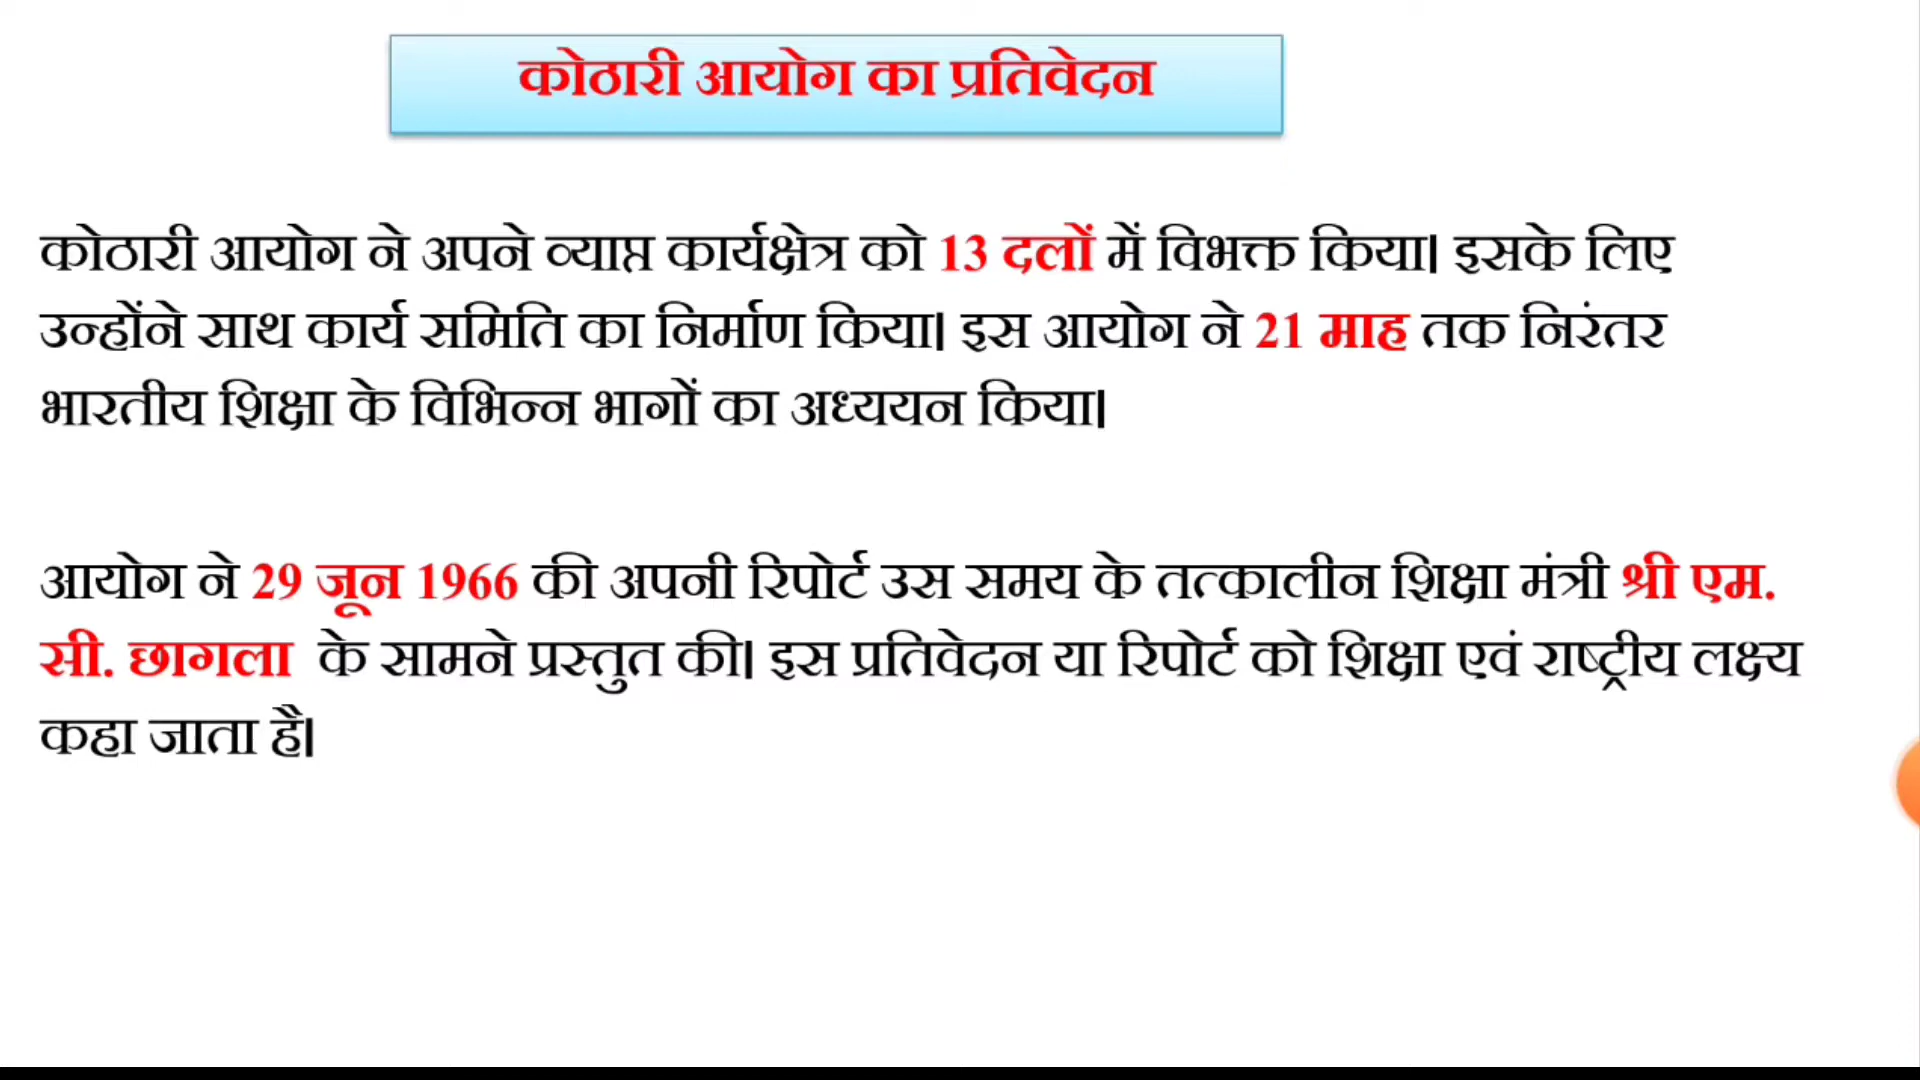 कोठारी आयोग का प्रतिवेदन
कोठारी आयोग ने अपने व्याप्त कार्यक्षेत्र को 13 दलों में विभक्त किया। इसके लिए
उन्होंने साथ कार्य समिति का निर्माण किया। इस आयोग ने 21 माह तक निरंतर
भारतीय शिक्षा के विभिन्न भागों का अध्ययन किया।
आयोग ने 29 जून 1966 की अपनी रिपोर्ट उस समय के तत्कालीन शिक्षा मंत्री श्री एम.
सी. छागला के सामने प्रस्तुत की। इस प्रतिवेदन या रिपोर्ट को शिक्षा एवं राष्ट्रीय लक्ष्य
कहा जाता है।